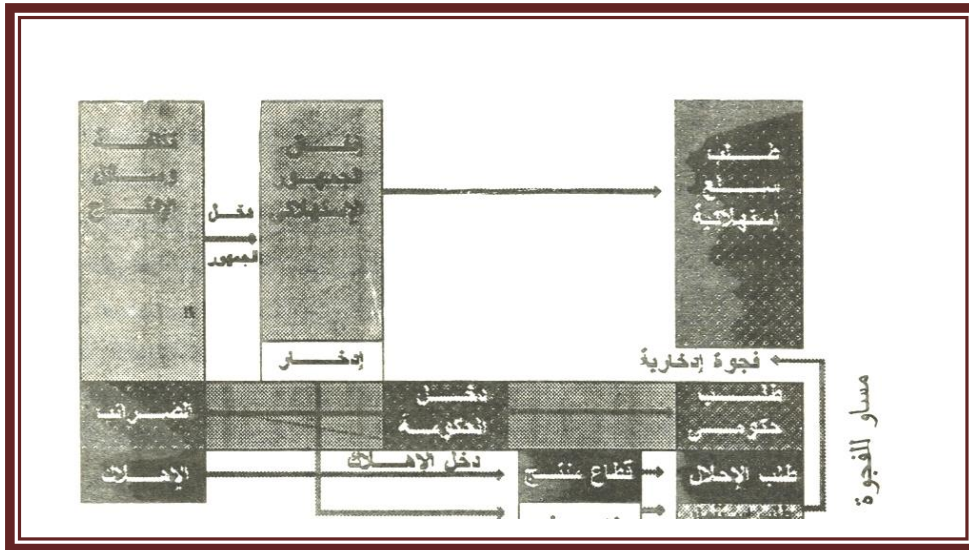 تكلفة
وسائل
الإنتاج
دخل
الجمهور
إنفاق
الجمهور
الإستهلاكي
طلب
سلع
إستهلاكية
إدخار
فجوة إدخارية
مساو للفجوة
الضرائب
دخل
الحكومة
طلب
حكومي
الإهلاك
دخل الإهلاك
قطاع منتج
طلب الإحلال